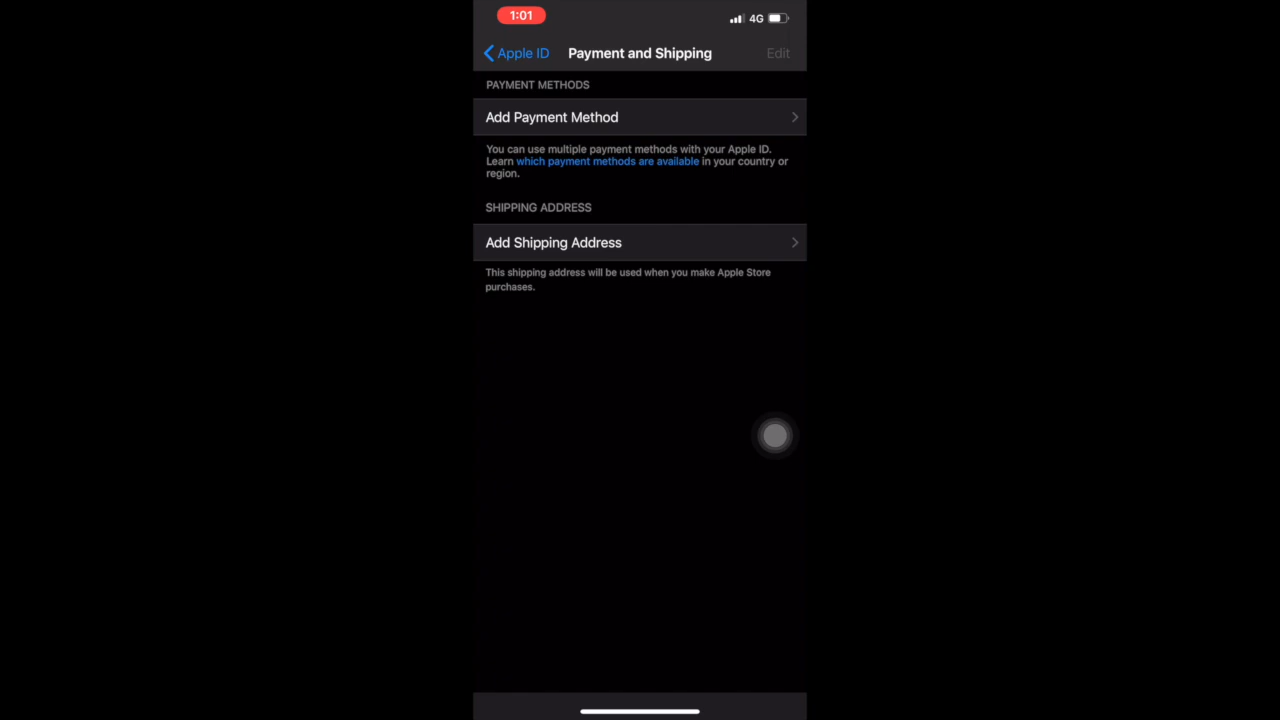 1:01
4G
Apple ID
Payment and Shipping
Edit
PAYMENT METHODS
Add Payment Method
You can use multiple payment methods with your Apple ID.
Learn which payment methods are available in your country or
region.
SHIPPING ADDRESS
Add Shipping Address
This shipping address will be used when you make Apple Store
purchases.